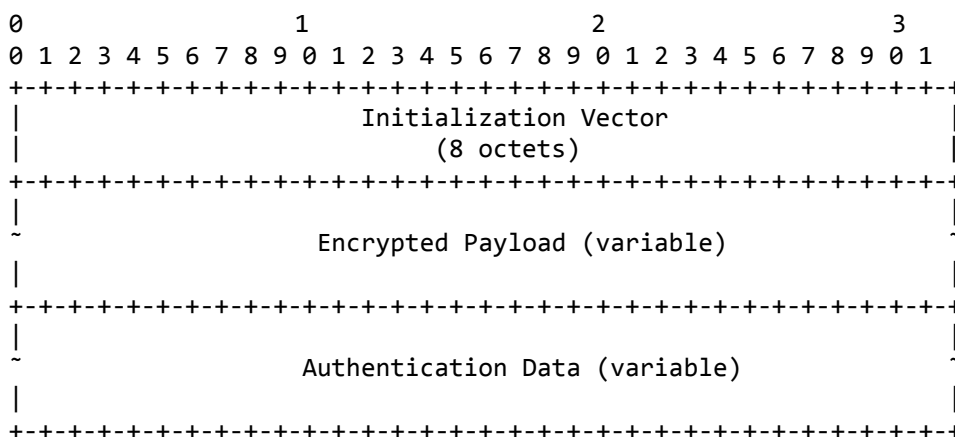 0                   1                   2                   3
0 1 2 3 4 5 6 7 8 9 0 1 2 3 4 5 6 7 8 9 0 1 2 3 4 5 6 7 8 9 0 1
+-+-+-+-+-+-+-+-+-+-+-+-+-+-+-+-+-+-+-+-+-+-+-+-+-+-+-+-+-+-+-+-+
|                       Initialization Vector                   |
|                            (8 octets)                         |
+-+-+-+-+-+-+-+-+-+-+-+-+-+-+-+-+-+-+-+-+-+-+-+-+-+-+-+-+-+-+-+-+
|                                                               |
~                    Encrypted Payload (variable)               ~
|                                                               |
+-+-+-+-+-+-+-+-+-+-+-+-+-+-+-+-+-+-+-+-+-+-+-+-+-+-+-+-+-+-+-+-+
|                                                               |
~                   Authentication Data (variable)              ~
|                                                               |
+-+-+-+-+-+-+-+-+-+-+-+-+-+-+-+-+-+-+-+-+-+-+-+-+-+-+-+-+-+-+-+-+